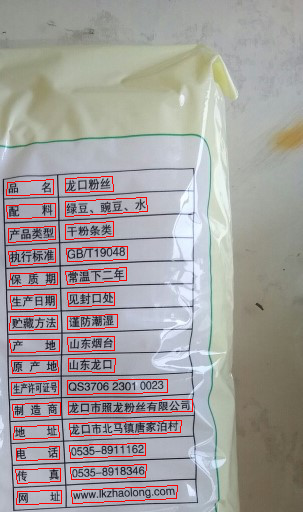 品名 龙口粉丝
配料 绿豆、豌豆、水
产品类型 干粉条类
执行标准 GB/T19048
保质期 常温下二年
生产日期 见封口处
贮藏方法 谨防潮湿
产地 山东烟台
原产地 山东龙口
生产许可证号 QS3706 2301 0023
制造商 龙口市照龙粉丝有限公司
地址 龙口市北马镇唐家泊村
电话 0535-8911162
传真 0535-8918346
网址 www.lkzhaolong.com